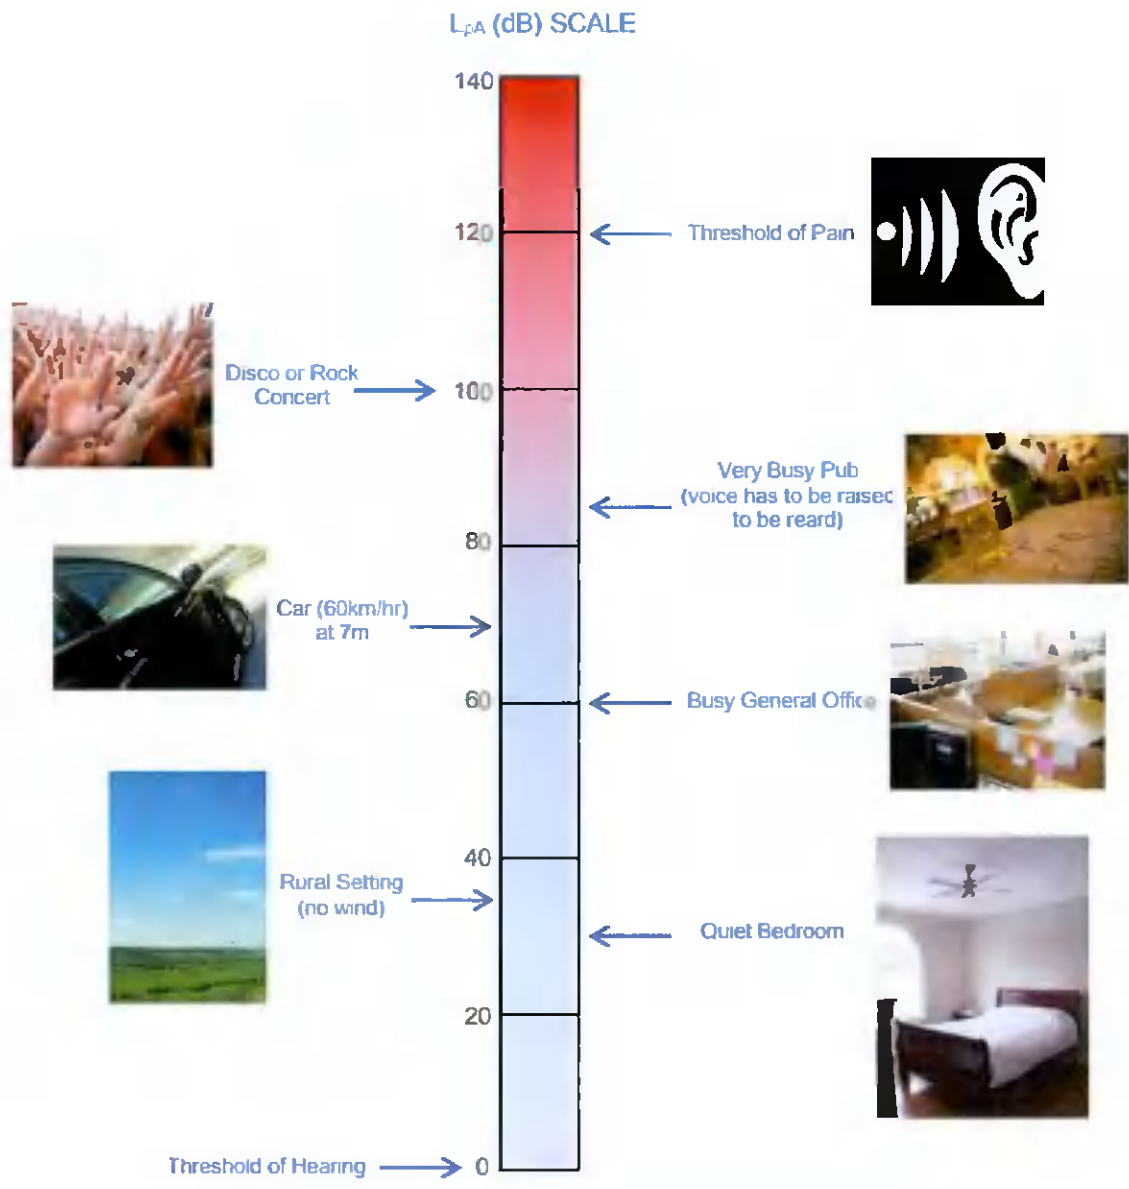 LpA (dB) SCALE
140
120
Threshold of Pain
Disco or Rock
Concert
100
Very Busy Pub
(voice has to be raised
to be reard)
80
Car (60km/hr)
at 7m
60
Busy General Office
40
Rural Setting
(no wind)
Quiet Bedroom
20
Threshold of Hearing
0